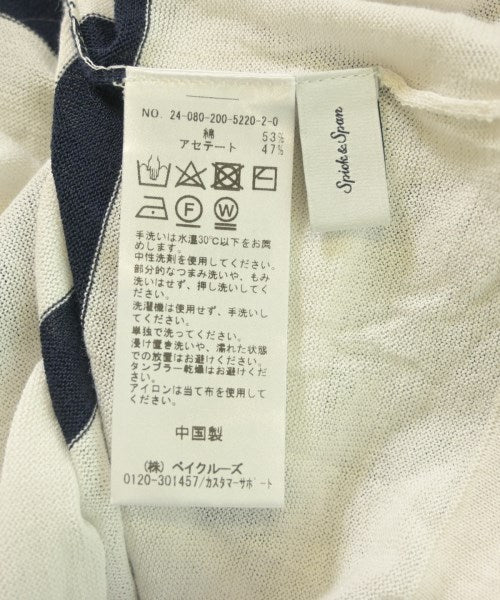 NO. 24-080-200-5220-2-0
綿 53%
アセテート 47%
Spick&Span
F W
手洗いは水温30℃以下をお薦
めします。
中性洗剤を使用してください。
部分的なつまみ洗いや、もみ
洗いはせず、押し洗いしてく
ださい。
洗濯機は使用せず、手洗いし
てください。
単独で洗ってください。
浸け置き洗いや、濡れた状態
での放置はお避けください。
タンブラー乾燥はお避けくだ
さい。
アイロンは当て布を使用して
ください。
中国製
(株) ベイクルーズ
0120-301457/カスタマーサポート